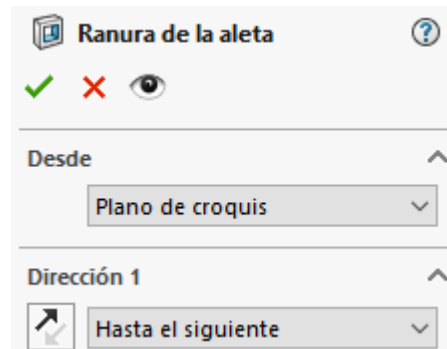 Ranura de la aleta
Desde
Plano de croquis
Dirección 1
Hasta el siguiente